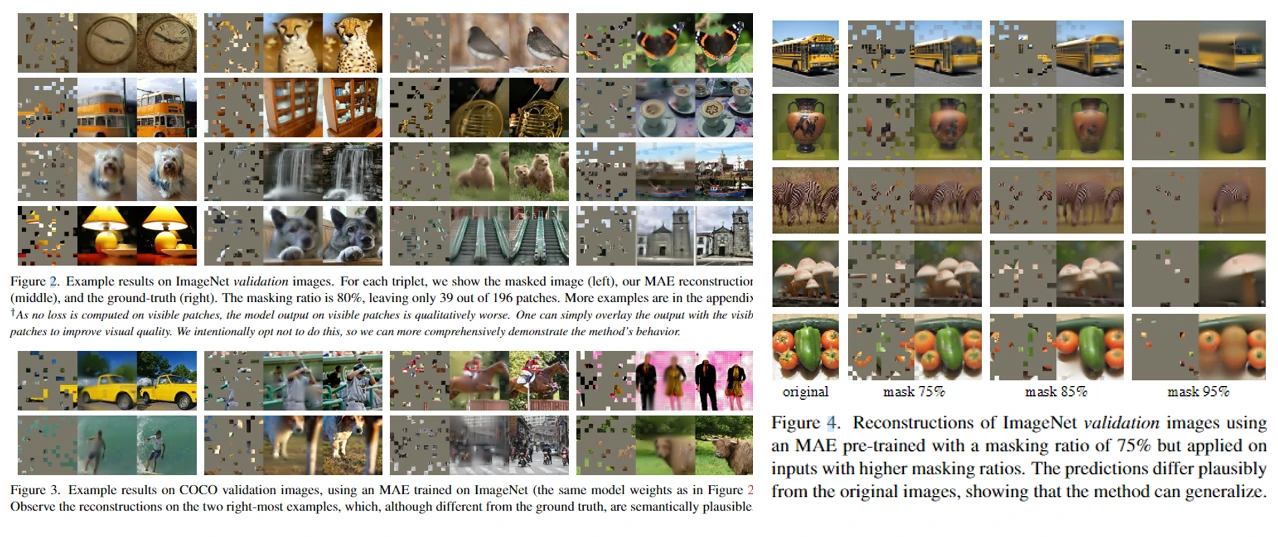 Figure 2. Example results on ImageNet validation images. For each triplet, we show the masked image (left), our MAE reconstruction
(middle), and the ground-truth (right). The masking ratio is 80%, leaving only 39 out of 196 patches. More examples are in the appendix
†As no loss is computed on visible patches, the model output on visible patches is qualitatively worse. One can simply overlay the output with the visib
patches to improve visual quality. We intentionally opt not to do this, so we can more comprehensively demonstrate the method's behavior.
Figure 3. Example results on COCO validation images, using an MAE trained on ImageNet (the same model weights as in Figure 2
Observe the reconstructions on the two right-most examples, which, although different from the ground truth, are semantically plausible
original mask 75% mask 85% mask 95%
Figure 4. Reconstructions of ImageNet validation images using
an MAE pre-trained with a masking ratio of 75% but applied on
inputs with higher masking ratios. The predictions differ plausibly
from the original images, showing that the method can generalize.